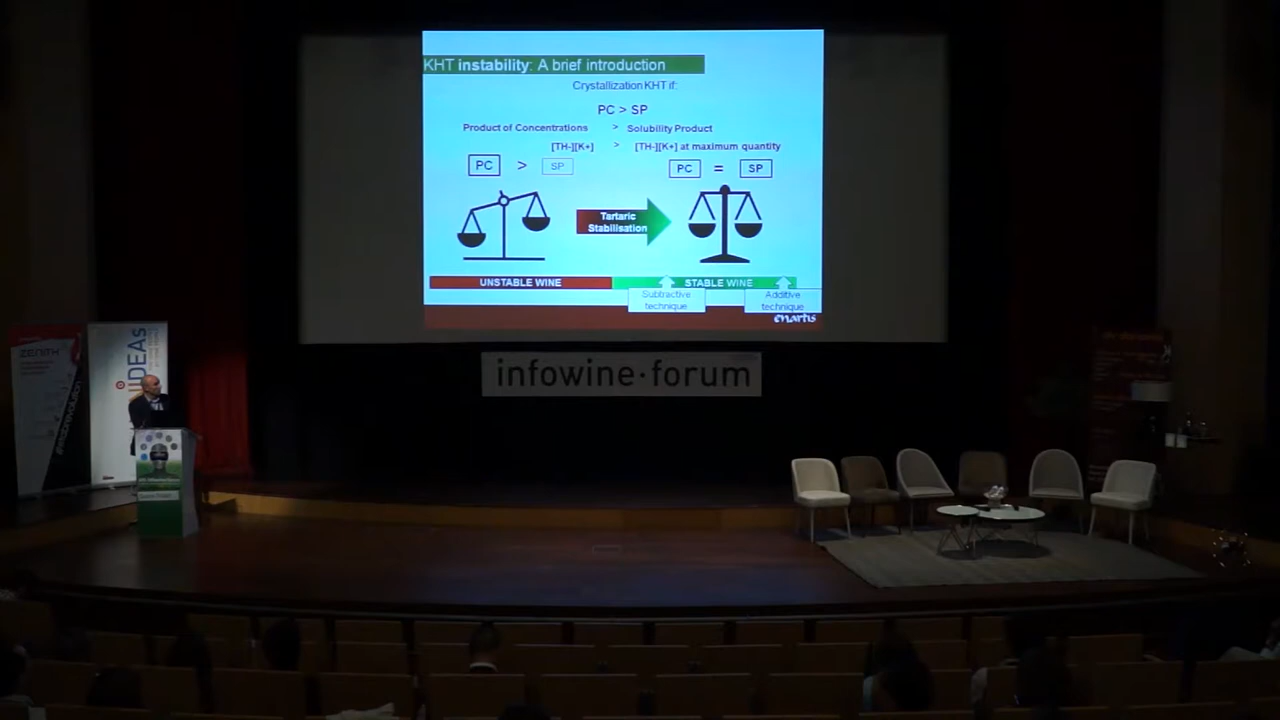 KHT instability: A brief introduction
Crystallization KHT if:
PC > SP
Product of Concentrations > Solubility Product
[TH-][K+] > [TH-][K+] at maximum quantity
PC > SP
PC = SP
Tartaric
Stabilisation
UNSTABLE WINE
STABLE WINE
Subtractive
technique
Additive
technique
enartis
infowine·forum
ZENITH
IDEAs